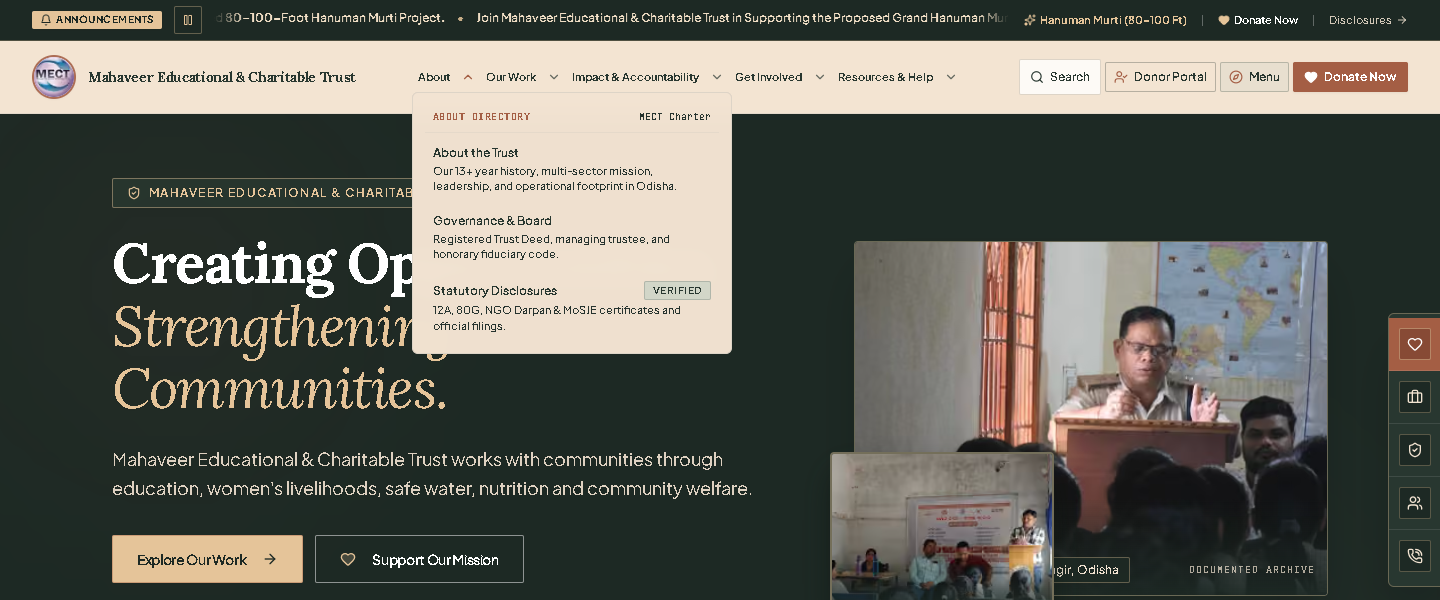 ANNOUNCEMENTS
80–100-Foot Hanuman Murti Project. • Join Mahaveer Educational & Charitable Trust in Supporting the Proposed Grand Hanuman
Hanuman Murti (80–100 Ft)
Donate Now
Disclosures →
MECT
Mahaveer Educational & Charitable Trust
About
Our Work
Impact & Accountability
Get Involved
Resources & Help
Search
Donor Portal
Menu
Donate Now
ABOUT DIRECTORY
MECT Charter
About the Trust
Our 13+ year history, multi-sector mission,
leadership, and operational footprint in Odisha.
Governance & Board
Registered Trust Deed, managing trustee, and
honorary fiduciary code.
Statutory Disclosures
VERIFIED
12A, 80G, NGO Darpan & MoSJE certificates and
official filings.
MAHAVEER EDUCATIONAL &
Creating
Communities.
Mahaveer Educational & Charitable Trust works with communities through
education, women's livelihoods, safe water, nutrition and community welfare.
Explore Our Work →
Support Our Mission
Odisha
DOCUMENTED ARCHIVE